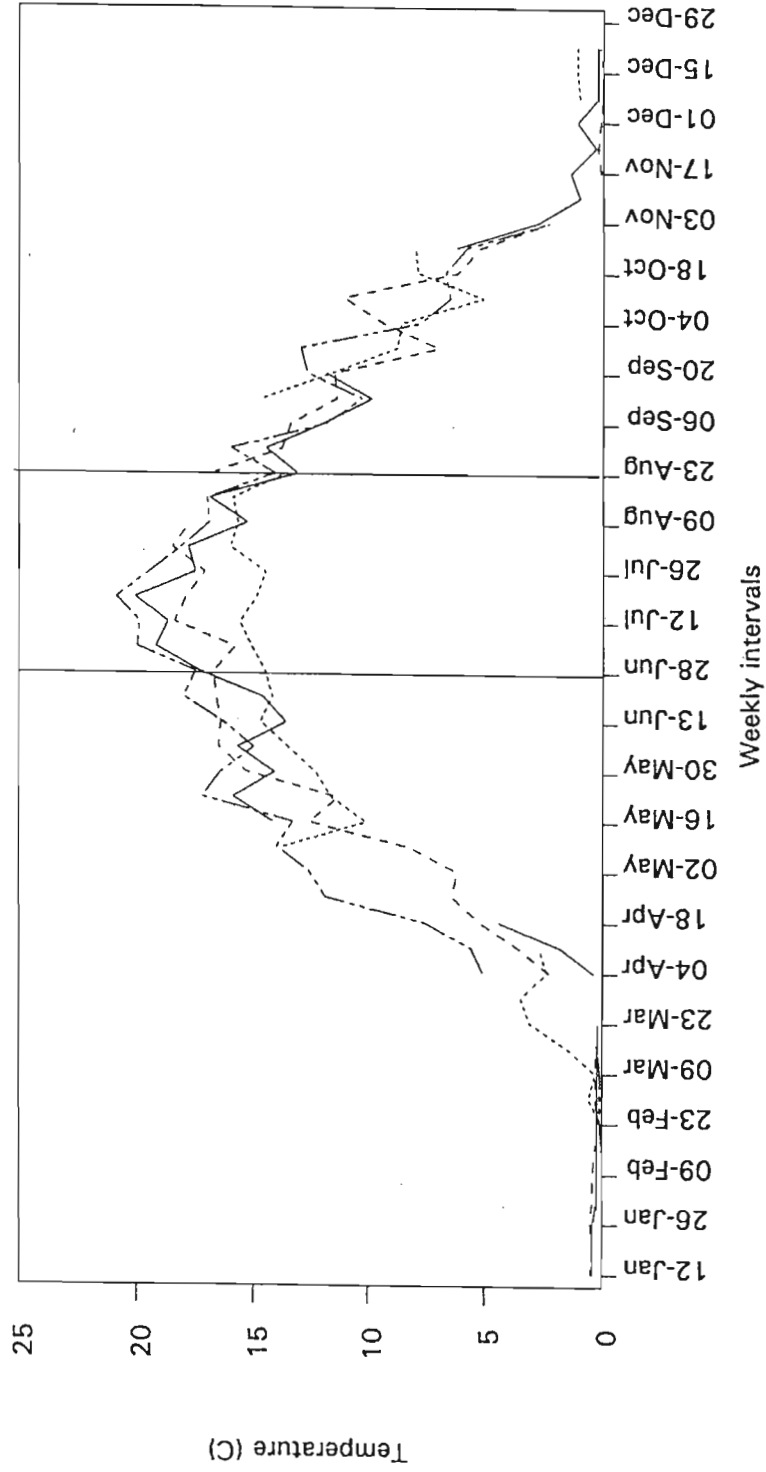 Temperature (C)
25
20
15
10
5
0
12-Jan
26-Jan
09-Feb
23-Feb
09-Mar
23-Mar
04-Apr
18-Apr
02-May
16-May
30-May
13-Jun
28-Jun
12-Jul
26-Jul
09-Aug
23-Aug
06-Sep
20-Sep
04-Oct
18-Oct
03-Nov
17-Nov
01-Dec
15-Dec
29-Dec
Weekly intervals